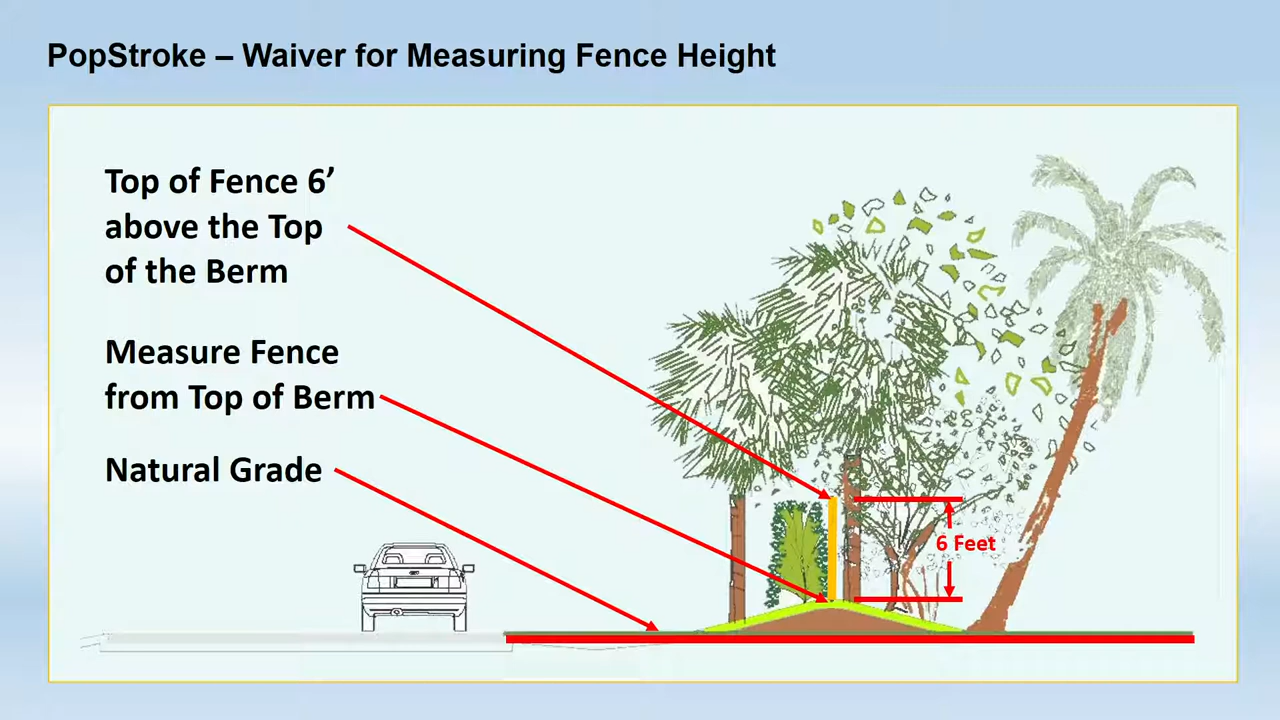 PopStroke – Waiver for Measuring Fence Height
Top of Fence 6’
above the Top
of the Berm
Measure Fence
from Top of Berm
Natural Grade
6 Feet